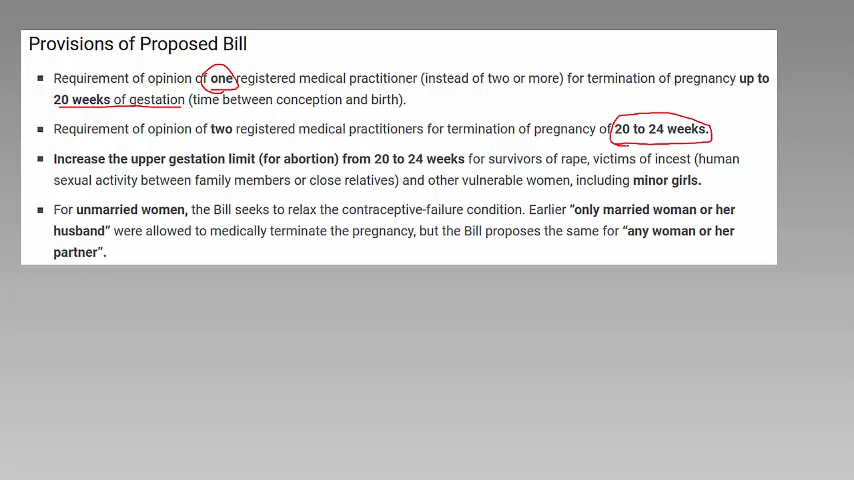 Provisions of Proposed Bill
▪ Requirement of opinion of one registered medical practitioner (instead of two or more) for termination of pregnancy up to
20 weeks of gestation (time between conception and birth).
▪ Requirement of opinion of two registered medical practitioners for termination of pregnancy of 20 to 24 weeks.
▪ Increase the upper gestation limit (for abortion) from 20 to 24 weeks for survivors of rape, victims of incest (human
sexual activity between family members or close relatives) and other vulnerable women, including minor girls.
▪ For unmarried women, the Bill seeks to relax the contraceptive-failure condition. Earlier “only married woman or her
husband” were allowed to medically terminate the pregnancy, but the Bill proposes the same for “any woman or her
partner”.